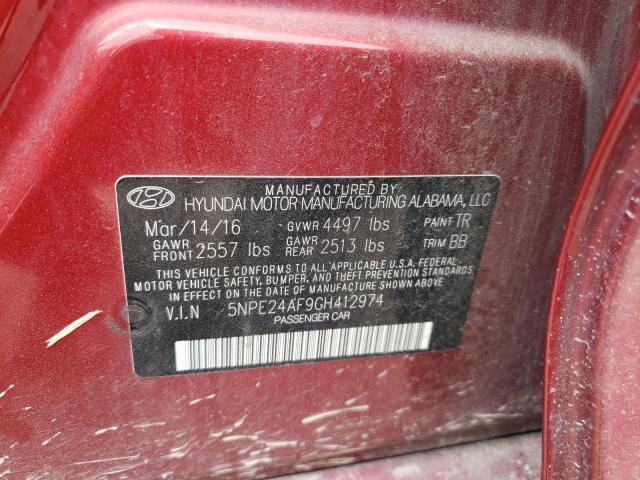 MANUFACTURED BY
HYUNDAI MOTOR MANUFACTURING ALABAMA, LLC
Mar/14/16 GVWR 4497 lbs PAINT TR
GAWR FRONT 2557 lbs GAWR REAR 2513 lbs TRIM BB
THIS VEHICLE CONFORMS TO ALL APPLICABLE U.S.A. FEDERAL
MOTOR VEHICLE SAFETY, BUMPER, AND THEFT PREVENTION STANDARDS
IN EFFECT ON THE DATE OF MANUFACTURE SHOWN ABOVE.
V.I.N 5NPE24AF9GH412974
PASSENGER CAR